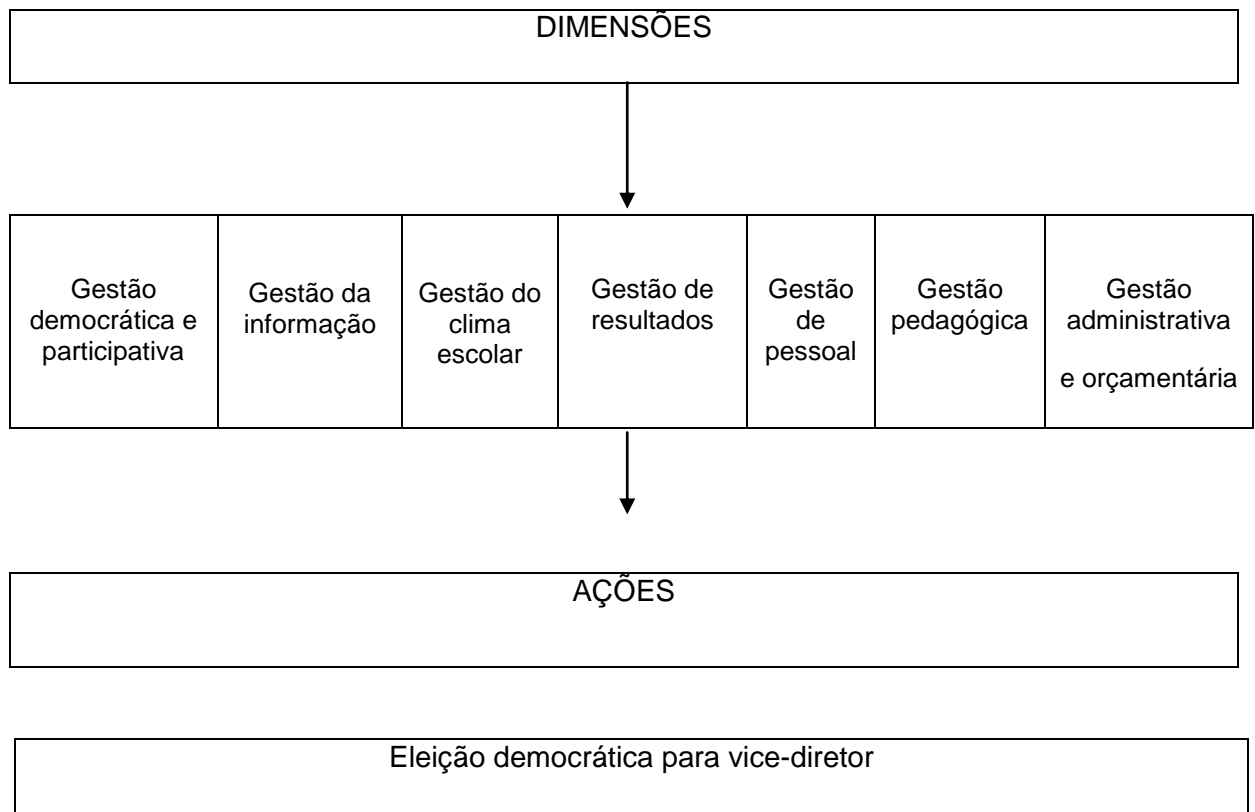 DIMENSÕES
Gestão
democrática e
participativa
Gestão da
informação
Gestão do
clima
escolar
Gestão de
resultados
Gestão
de
pessoal
Gestão
pedagógica
Gestão
administrativa
e orçamentária
AÇÕES
Eleição democrática para vice-diretor